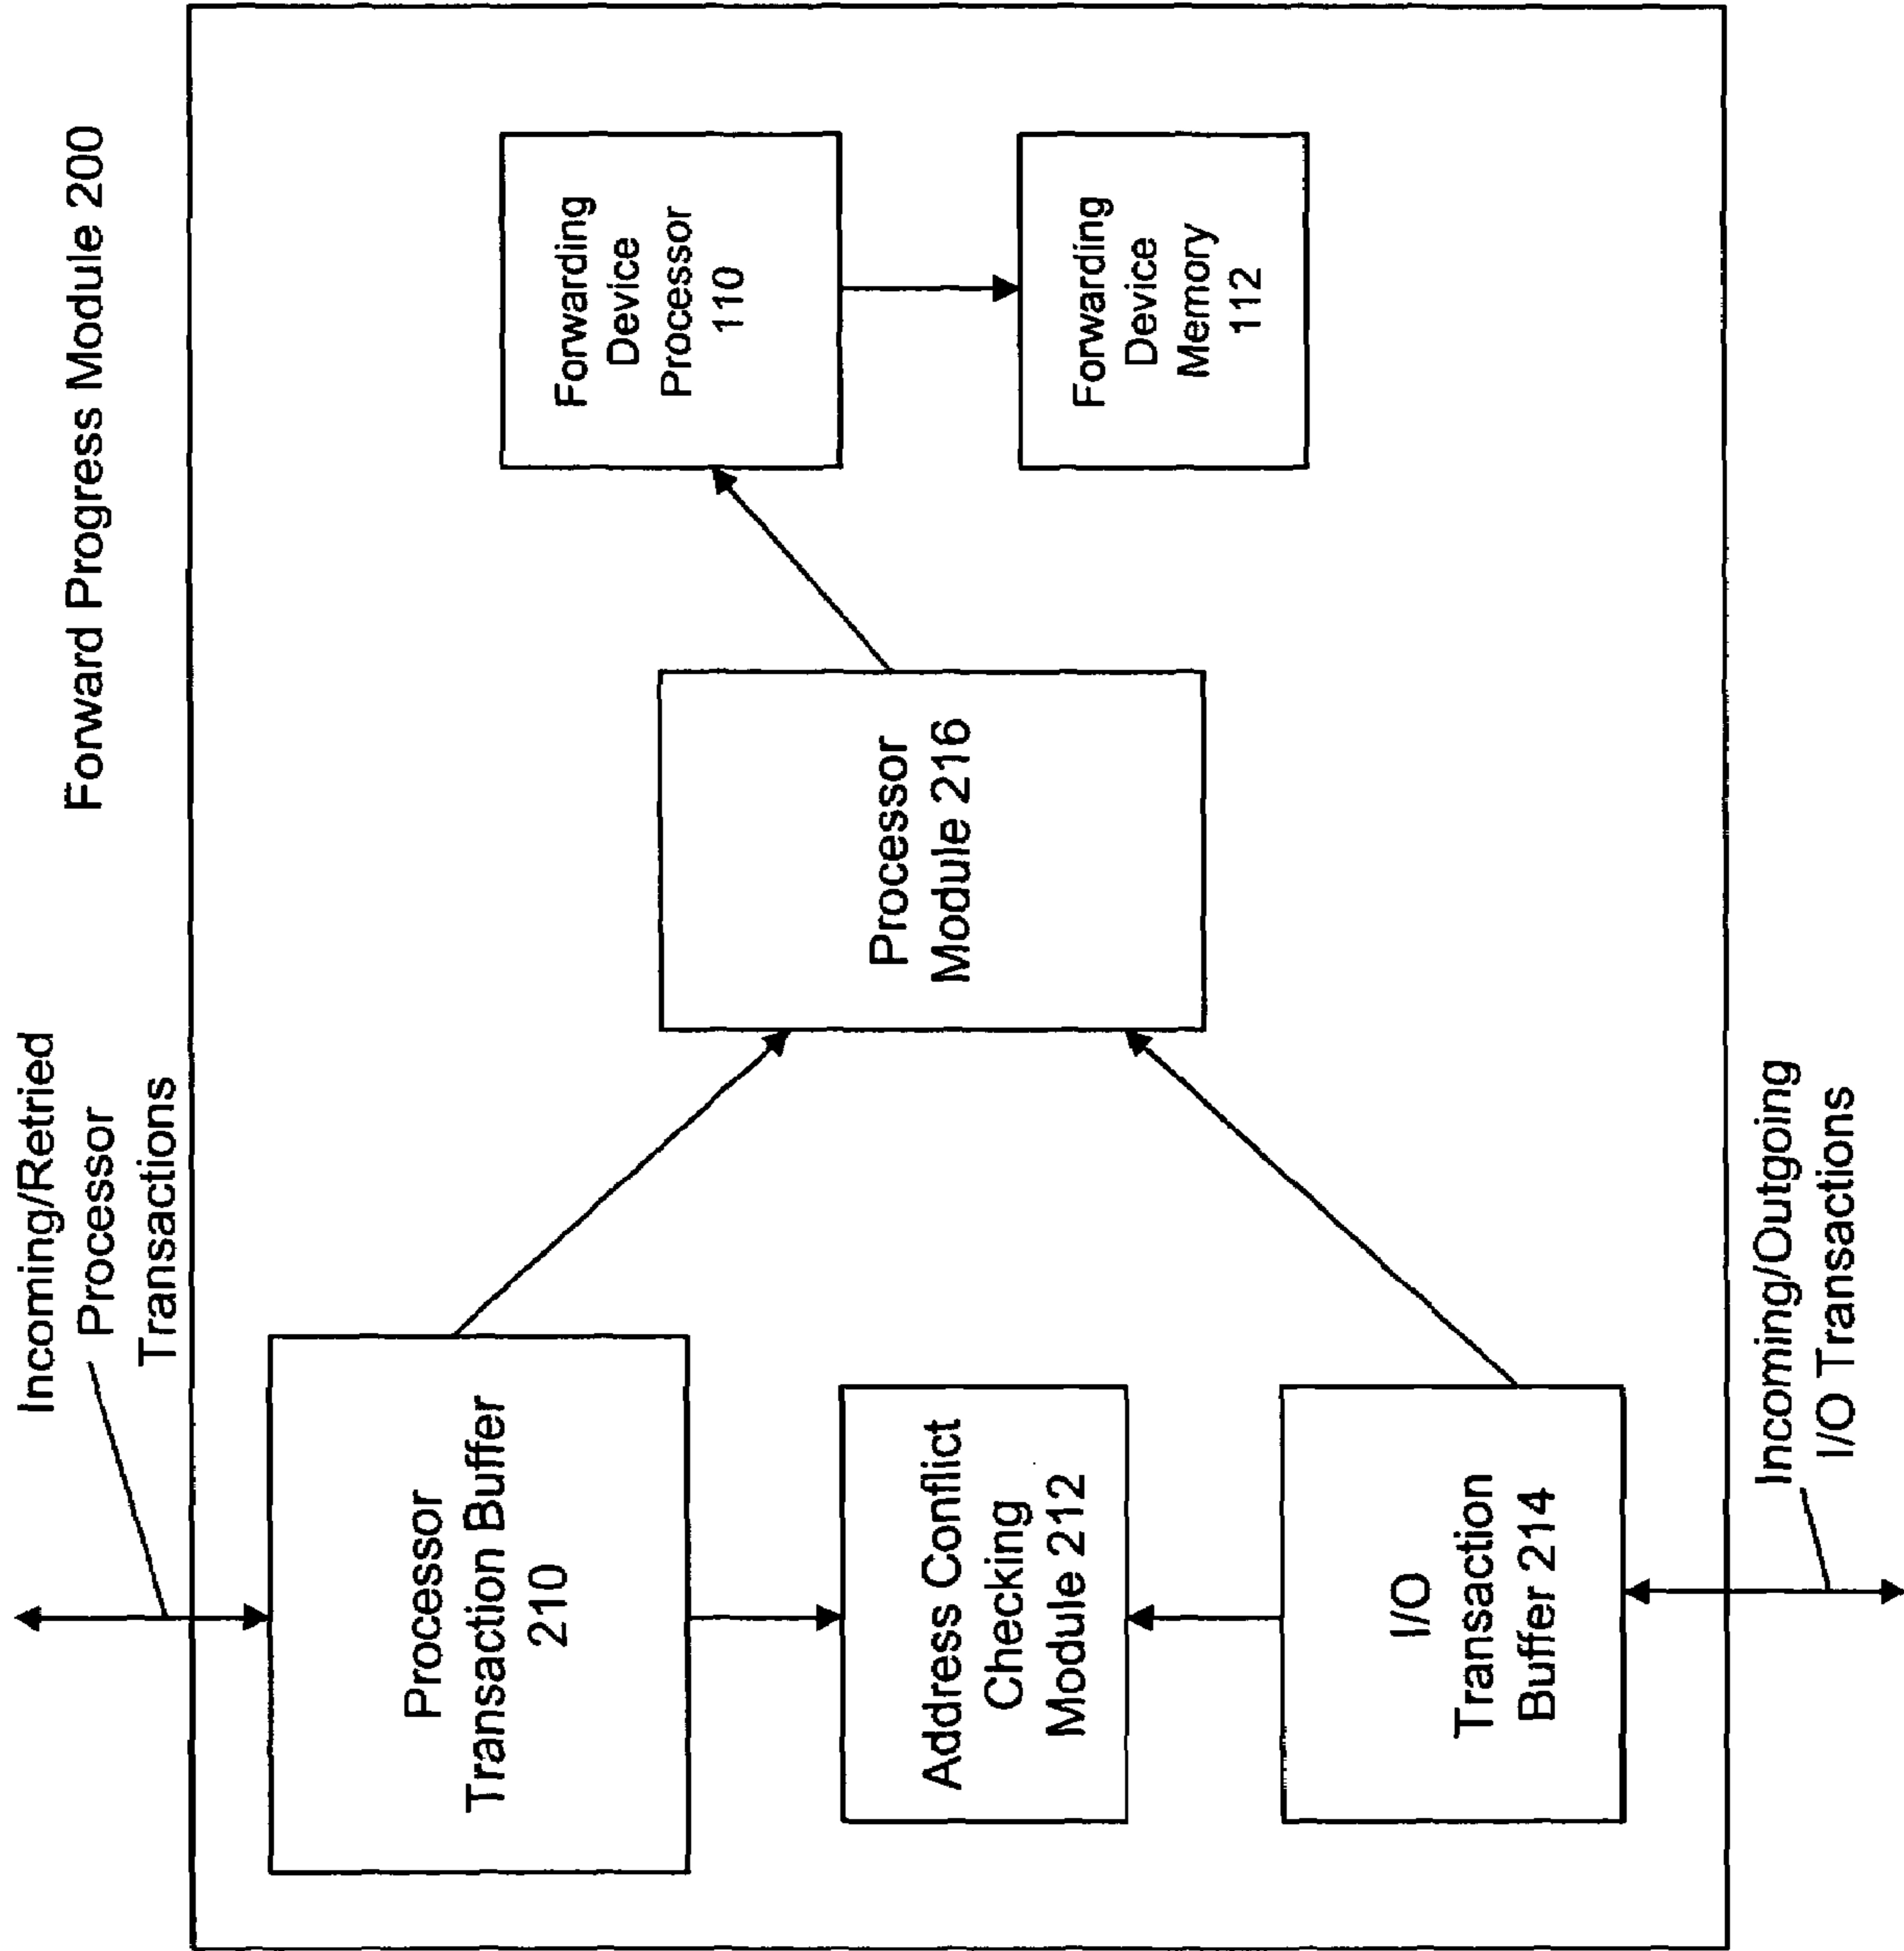 Forward Progress Module 200
Incoming/Retried
Processor
Transactions
Processor
Transaction Buffer
210
Address Conflict
Checking
Module 212
I/O
Transaction
Buffer 214
Incoming/Outgoing
I/O Transactions
Processor
Module 216
Forwarding
Device
Processor
110
Forwarding
Device
Memory
112